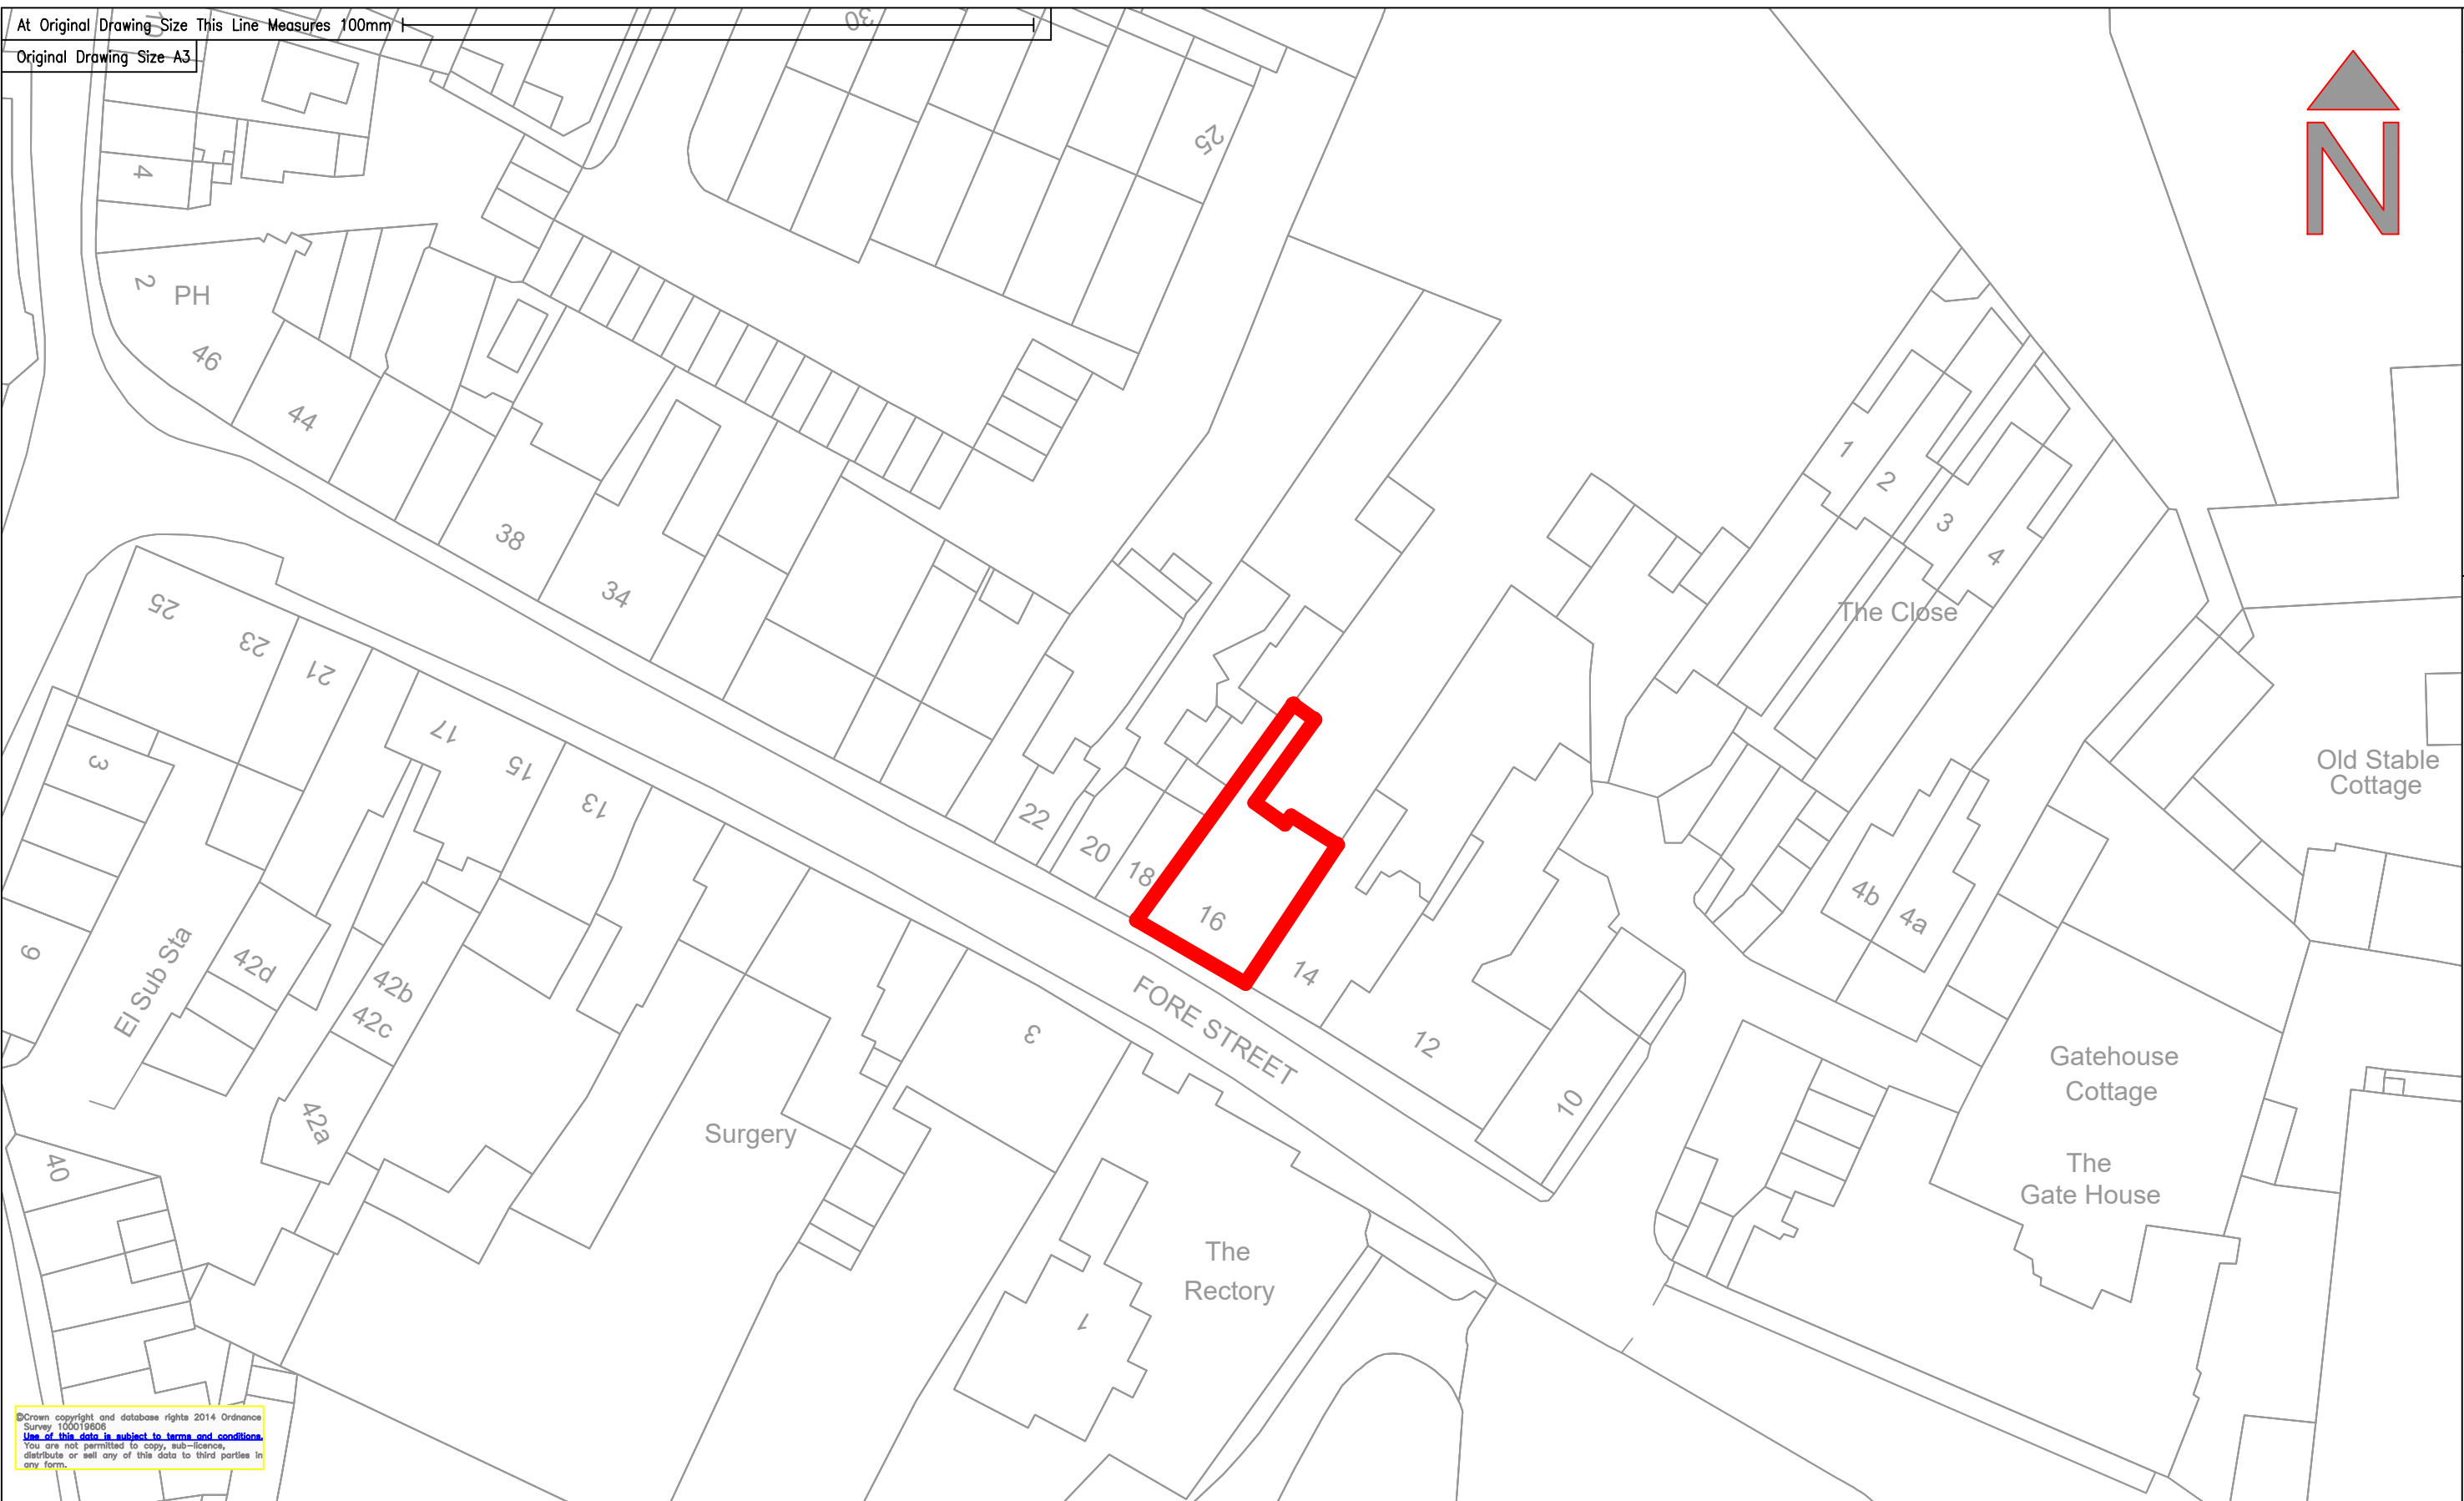 At Original Drawing Size This Line Measures 100mm
Original Drawing Size A3
10
30
25
4
2
PH
46
44
38
34
1
2
3
4
The Close
25
23
21
17
15
13
3
22
20
18
16
14
12
10
Old Stable
Cottage
4b
4a
9
El Sub Sta
42d
42b
42c
42a
40
FORE STREET
3
Surgery
Gatehouse
Cottage
The
Gate House
The
Rectory
1
N
©Crown copyright and database rights 2014 Ordnance
Survey 100019606
Use of this data is subject to terms and conditions.
You are not permitted to copy, sub-licence,
distribute or sell any of this data to third parties in
any form.